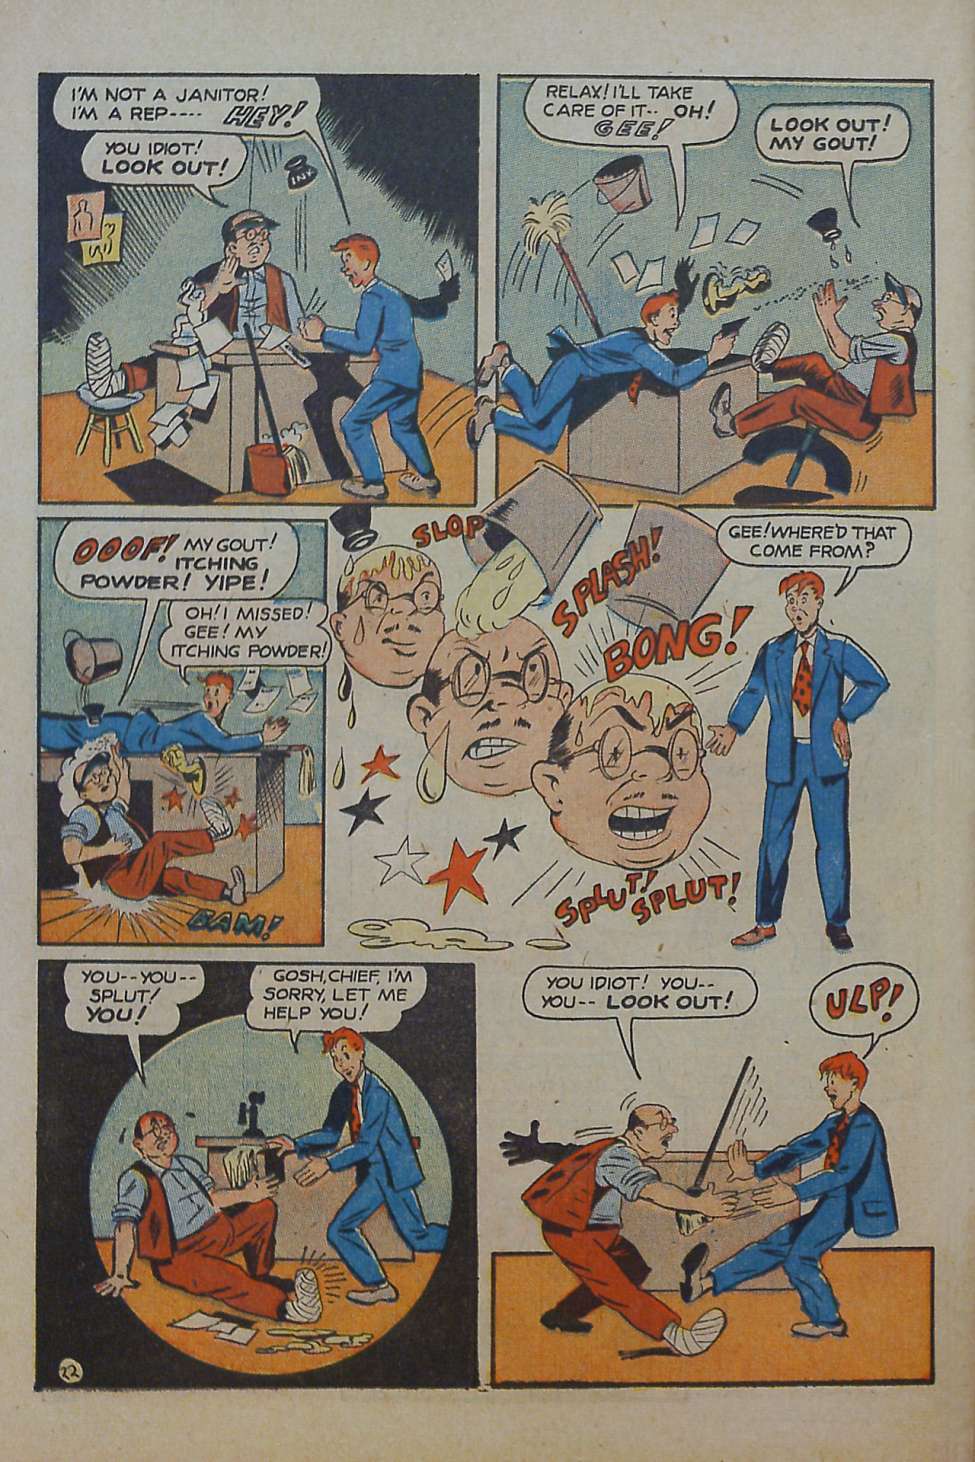 I'M NOT A JANITOR!
I'M A REP---- HEY!
YOU IDIOT!
LOOK OUT!
INK
RELAX! I'LL TAKE
CARE OF IT-- OH!
GEE!
LOOK OUT!
MY GOUT!
OOOF! MY GOUT!
ITCHING
POWDER! YIPE!
OH! I MISSED!
GEE! MY
ITCHING POWDER!
BAM!
SLOP
SPLASH!
BONG!
SPLUT!
SPLUT!
GEE! WHERE'D THAT
COME FROM?
YOU--YOU--
SPLUT!
YOU!
GOSH, CHIEF, I'M
SORRY, LET ME
HELP YOU!
YOU IDIOT! YOU--
YOU-- LOOK OUT!
ULP!
22